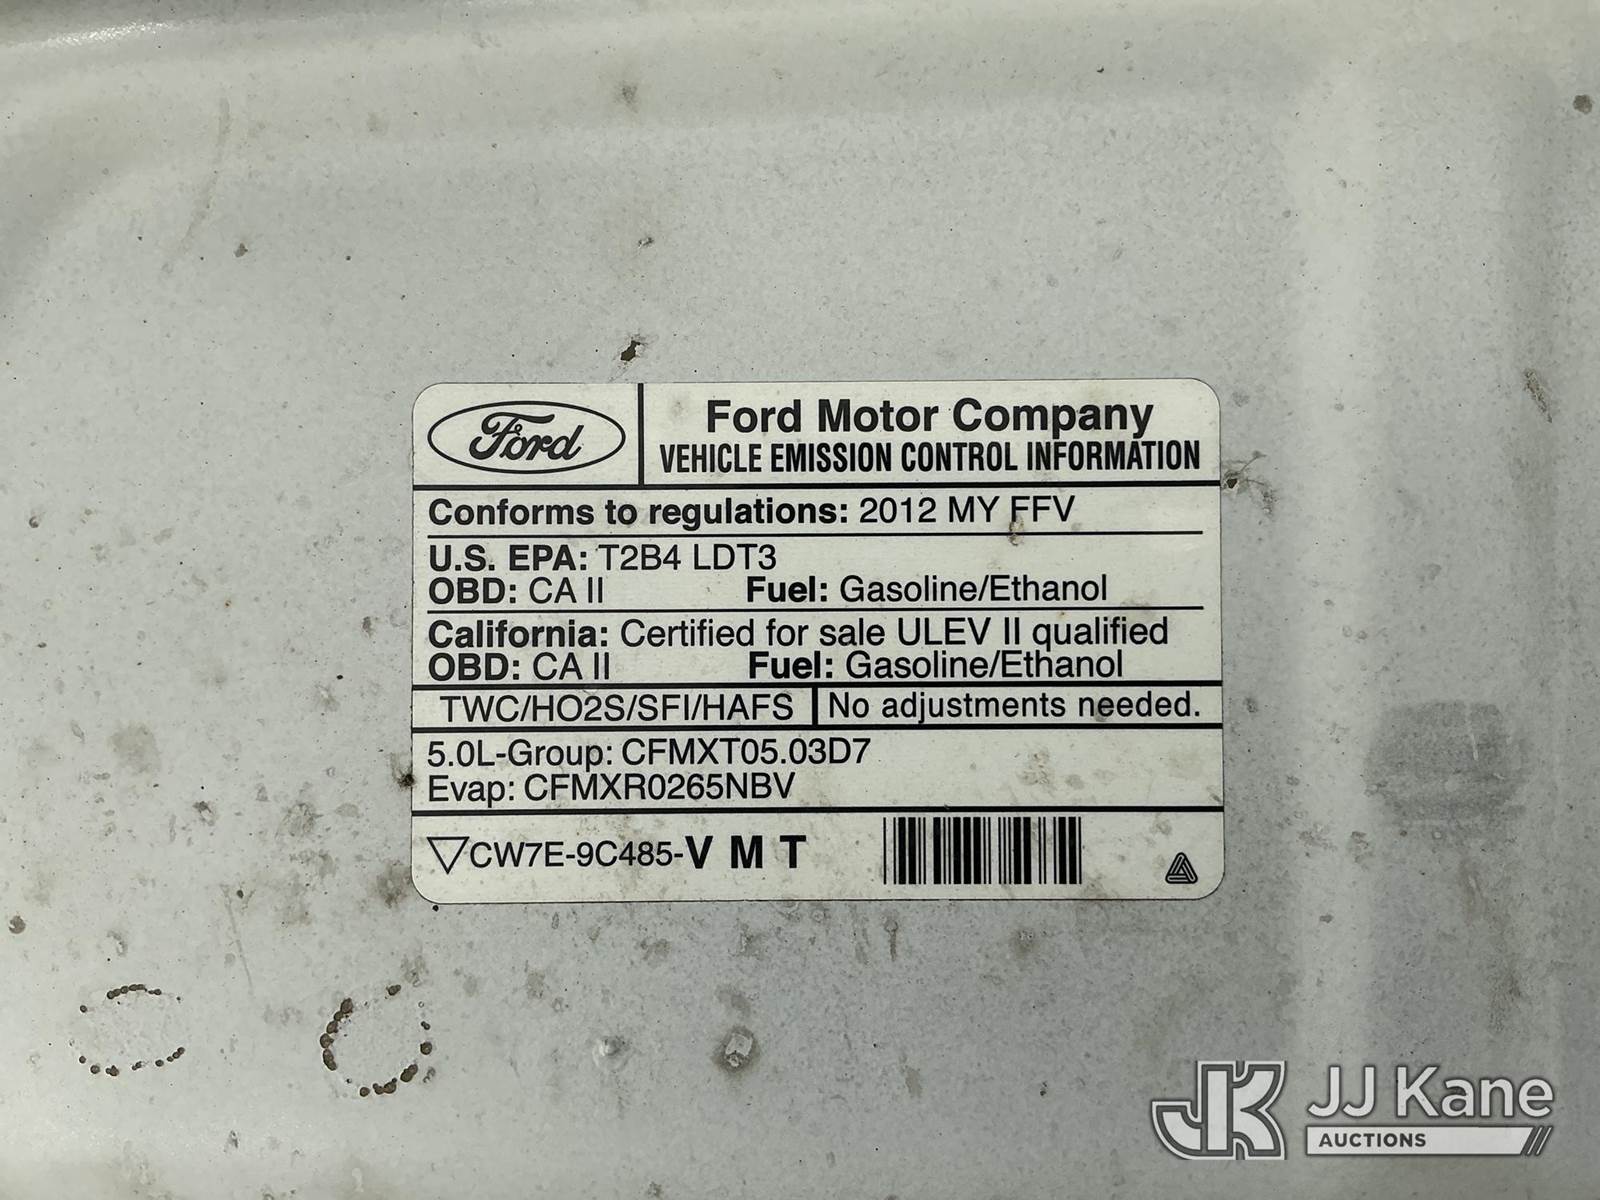 Ford
Ford Motor Company
VEHICLE EMISSION CONTROL INFORMATION
Conforms to regulations: 2012 MY FFV
U.S. EPA: T2B4 LDT3
OBD: CA II Fuel: Gasoline/Ethanol
California: Certified for sale ULEV II qualified
OBD: CA II Fuel: Gasoline/Ethanol
TWC/HO2S/SFI/HAFS No adjustments needed.
5.0L-Group: CFMXT05.03D7
Evap: CFMXR0265NBV
CW7E-9C485-V M T
JK JJ Kane
AUCTIONS